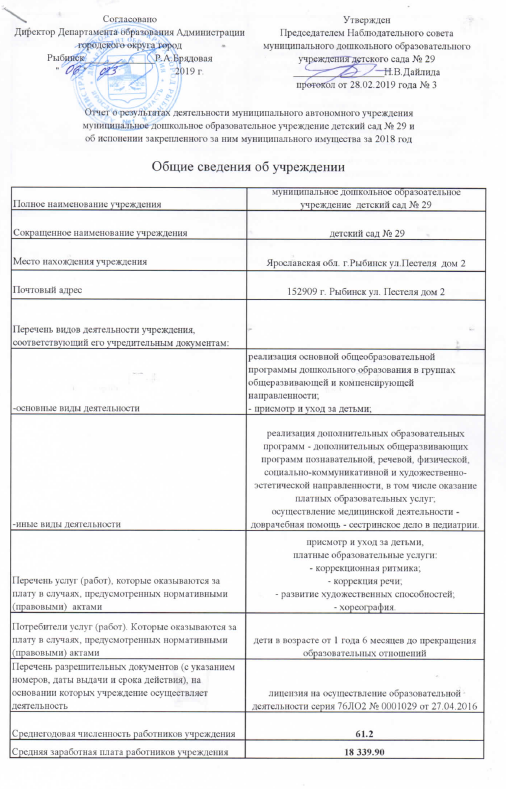 Согласовано
Директор Департамента образования Администрации
городского округа город
Рыбинск Р.А.Брядовая
" 06 " 03 2019 г.
Утвержден
Председателем Наблюдательного совета
муниципального дошкольного образовательного
учреждения детского сада № 29
Н.В.Дайлида
протокол от 28.02.2019 года № 3
Отчет о результатах деятельности муниципального автономного учреждения
муниципальное дошкольное образовательное учреждение детский сад № 29 и
об испонении закрепленного за ним муниципального имущества за 2018 год
Общие сведения об учреждении
Полное наименование учреждения
муниципальное дошкольное образоательное
учреждение детский сад № 29
Сокращенное наименование учреждения
детский сад № 29
Место нахождения учреждения
Ярославская обл. г.Рыбинск ул.Пестеля дом 2
Почтовый адрес
152909 г. Рыбинск ул. Пестеля дом 2
Перечень видов деятельности учреждения,
соответствующий его учредительным документам:
-основные виды деятельности
реализация основной общеобразовательной
программы дошкольного образования в группах
общеразвивающей и компенсирующей
направленности;
- присмотр и уход за детьми;
-иные виды деятельности
реализация дополнительных образовательных
программ - дополнительных общеразвивающих
программ познавательной, речевой, физической,
социально-коммуникативной и художественно-
эстетической направленности, в том числе оказание
платных образовательных услуг;
осуществление медицинской деятельности -
доврачебная помощь - сестринское дело в педиатрии.
Перечень услуг (работ), которые оказываются за
плату в случаях, предусмотренных нормативными
(правовыми) актами
присмотр и уход за детьми,
платные образовательные услуги:
- коррекционная ритмика;
- коррекция речи;
- развитие художественных способностей;
- хореография.
Потребители услуг (работ). Которые оказываются за
плату в случаях, предусмотренных нормативными
(правовыми) актами
дети в возрасте от 1 года 6 месяцев до прекращения
образовательных отношений
Перечень разрешительных документов (с указанием
номеров, даты выдачи и срока действия), на
основании которых учреждение осуществляет
деятельность
лицензия на осуществление образовательной
деятельности серия 76ЛО2 № 0001029 от 27.04.2016
Среднегодовая численность работников учреждения
61.2
Средняя заработная плата работников учреждения
18 339.90